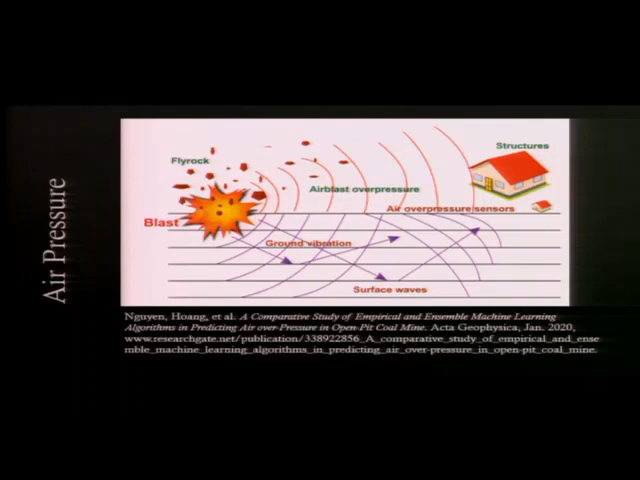 Air Pressure
Structures
Flyrock
Airblast overpressure
Air overpressure sensors
Blast
Ground vibration
Surface waves
Nguyen, Hoang, et al. A Comparative Study of Empirical and Ensemble Machine Learning
Algorithms in Predicting Air over-Pressure in Open-Pit Coal Mine. Acta Geophysica, Jan. 2020,
www.researchgate.net/publication/338922856_A_comparative_study_of_empirical_and_ense
mble_machine_learning_algorithms_in_predicting_air_over-pressure_in_open-pit_coal_mine.